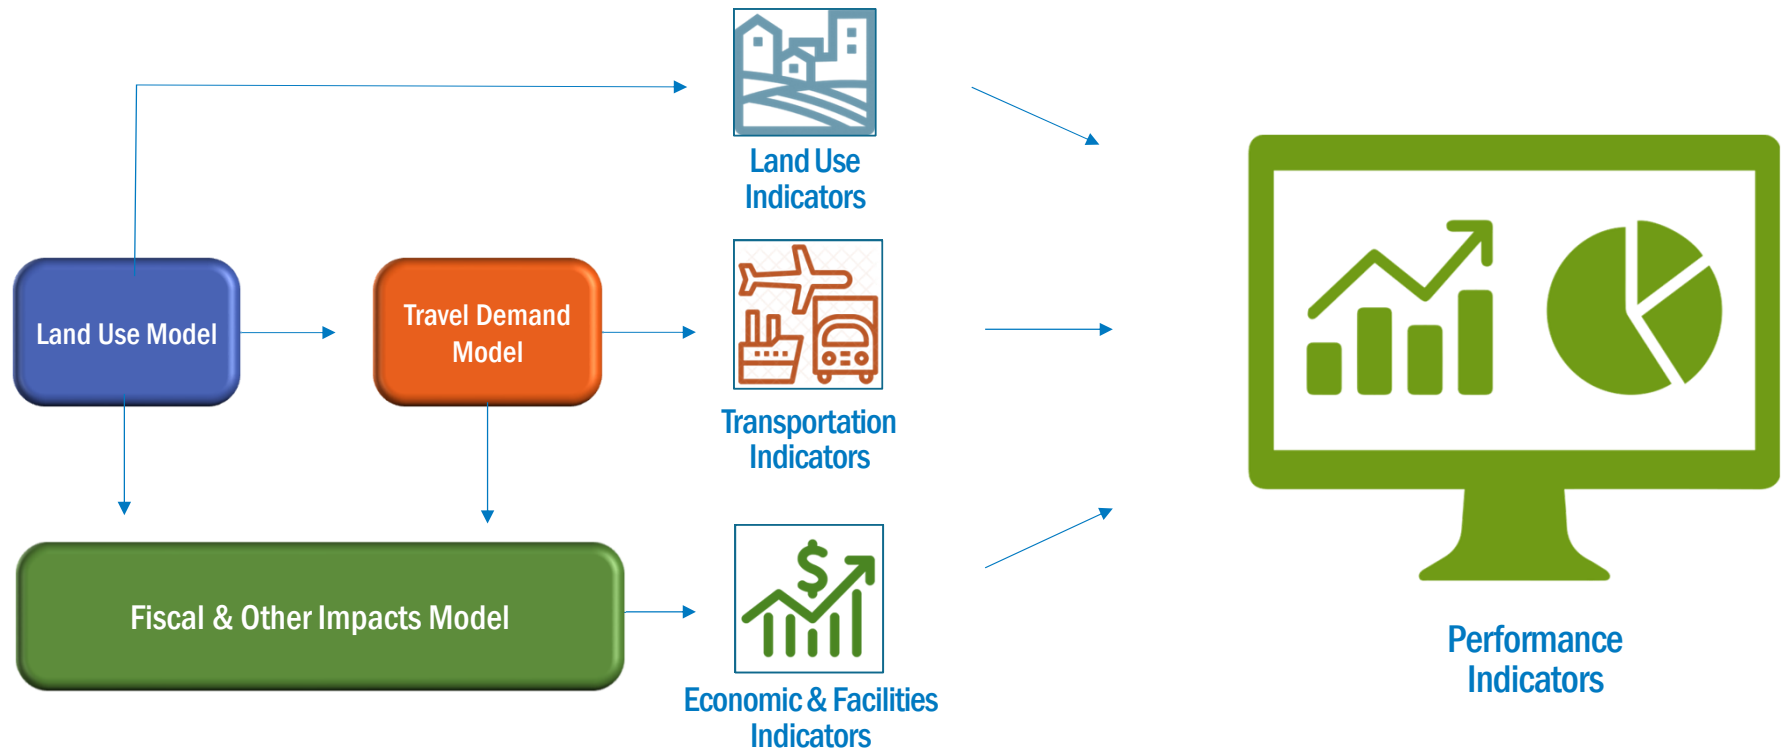 Land Use
Indicators
Land Use Model
Travel Demand
Model
Transportation
Indicators
Fiscal & Other Impacts Model
$
Economic & Facilities
Indicators
Performance
Indicators